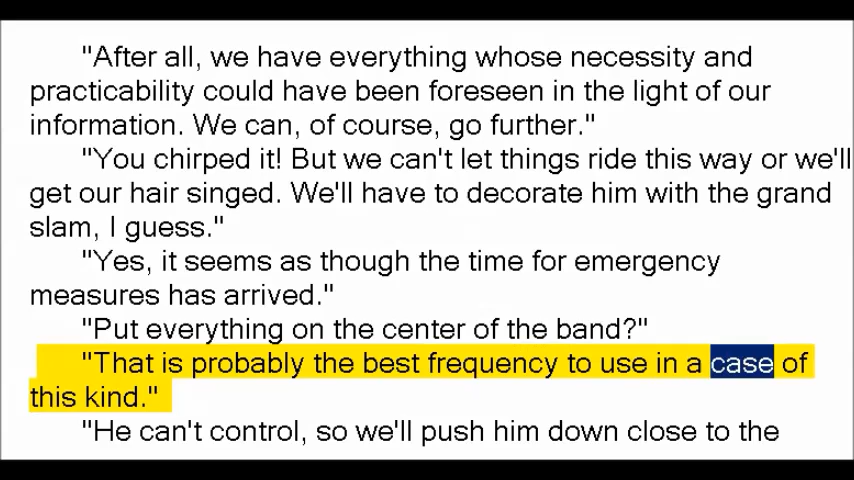 "After all, we have everything whose necessity and
practicability could have been foreseen in the light of our
information. We can, of course, go further."
"You chirped it! But we can't let things ride this way or we'll
get our hair singed. We'll have to decorate him with the grand
slam, I guess."
"Yes, it seems as though the time for emergency
measures has arrived."
"Put everything on the center of the band?"
"That is probably the best frequency to use in a case of
this kind."
"He can't control, so we'll push him down close to the